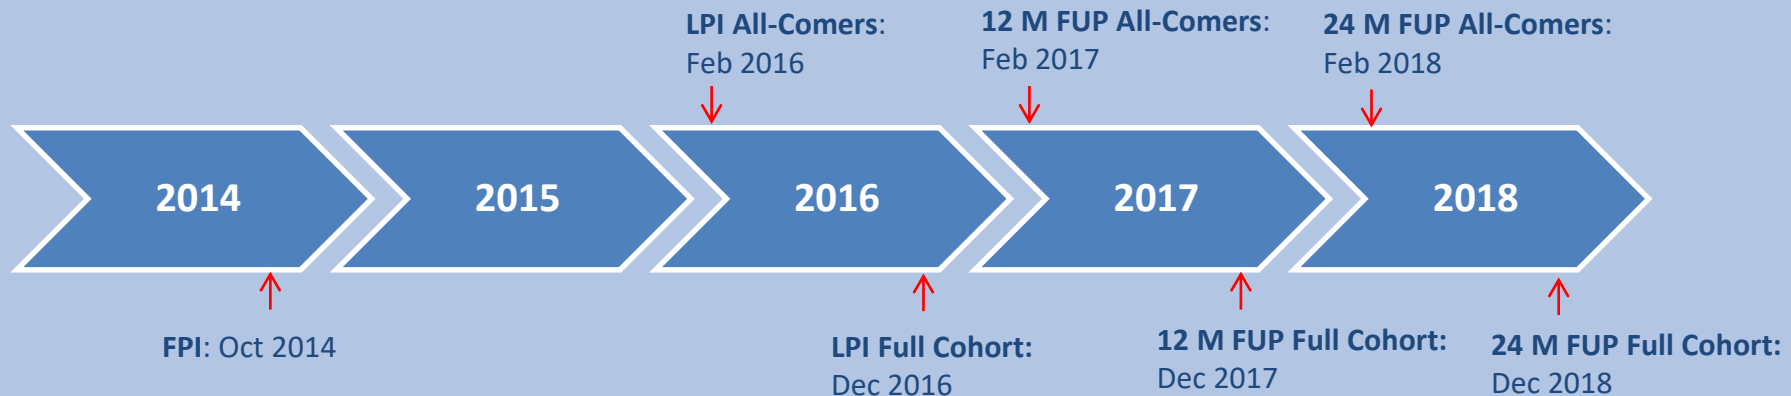 LPI All-Comers:
Feb 2016
12 M FUP All-Comers:
Feb 2017
24 M FUP All-Comers:
Feb 2018
2014
2015
2016
2017
2018
FPI: Oct 2014
LPI Full Cohort:
Dec 2016
12 M FUP Full Cohort:
Dec 2017
24 M FUP Full Cohort:
Dec 2018